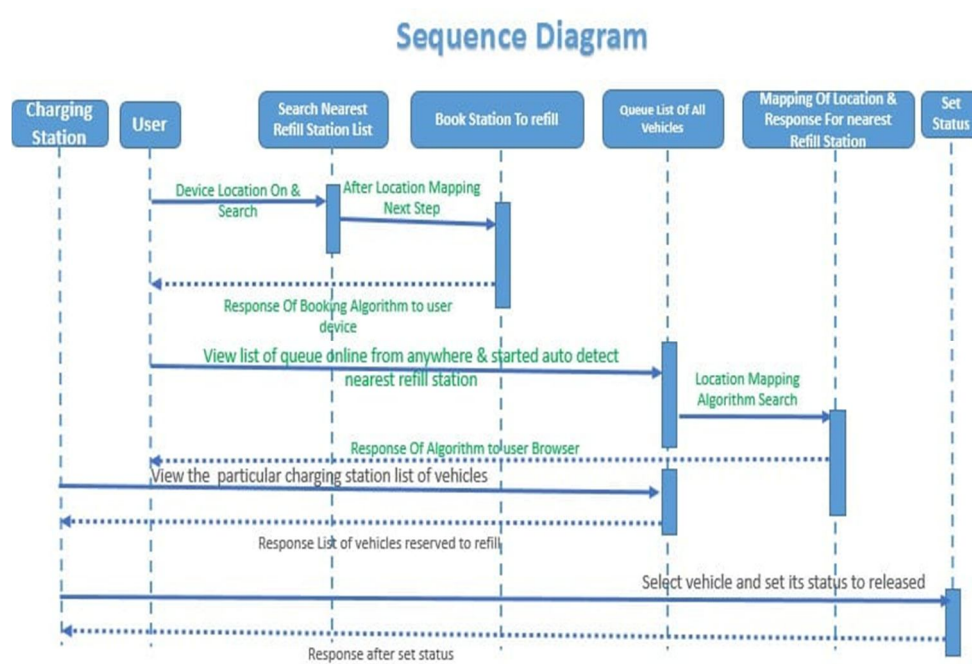 Sequence Diagram
Charging
Station
User
Search Nearest
Refill Station List
Book Station To refill
Queue List Of All
Vehicles
Mapping Of Location &
Response For nearest
Refill Station
Set
Status
Device Location On &
Search
After Location Mapping
Next Step
Response Of Booking Algorithm to user
device
View list of queue online from anywhere & started auto detect
nearest refill station
Location Mapping
Algorithm Search
Response Of Algorithm to user Browser
View the particular charging station list of vehicles
Response List of vehicles reserved to refill
Select vehicle and set its status to released
Response after set status